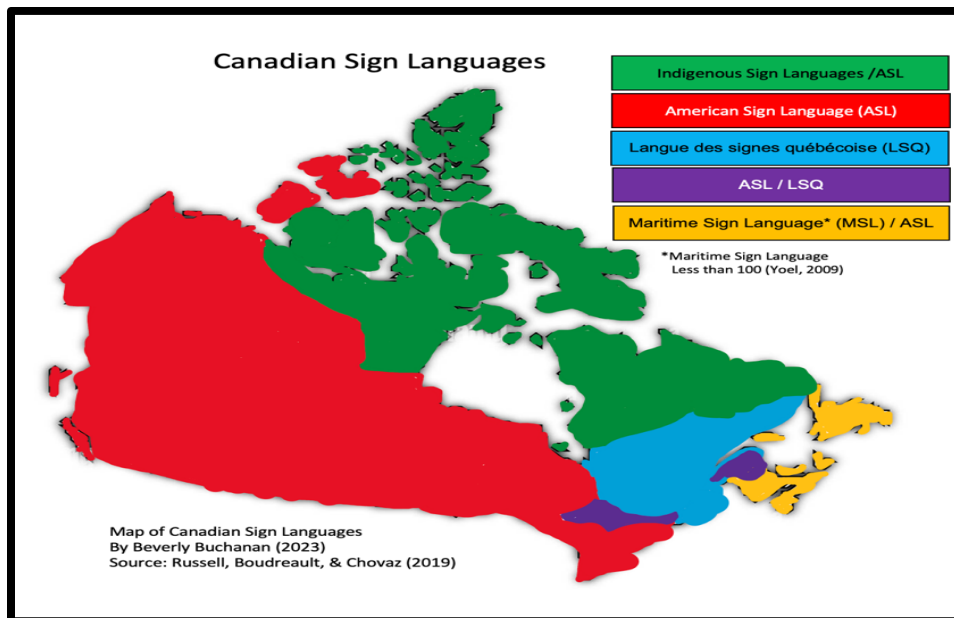 Canadian Sign Languages
Indigenous Sign Languages /ASL
American Sign Language (ASL)
Langue des signes québécoise (LSQ)
ASL / LSQ
Maritime Sign Language* (MSL) / ASL
*Maritime Sign Language
Less than 100 (Yoel, 2009)
Map of Canadian Sign Languages
By Beverly Buchanan (2023)
Source: Russell, Boudreault, & Chovaz (2019)